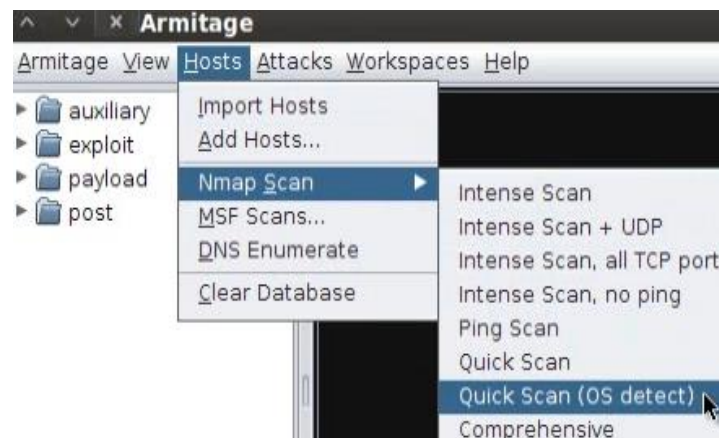 Armitage
Armitage View Hosts Attacks Workspaces Help
auxiliary
exploit
payload
post
Import Hosts
Add Hosts...
Nmap Scan
MSF Scans...
DNS Enumerate
Clear Database
Intense Scan
Intense Scan + UDP
Intense Scan, all TCP port
Intense Scan, no ping
Ping Scan
Quick Scan
Quick Scan (OS detect)
Comprehensive